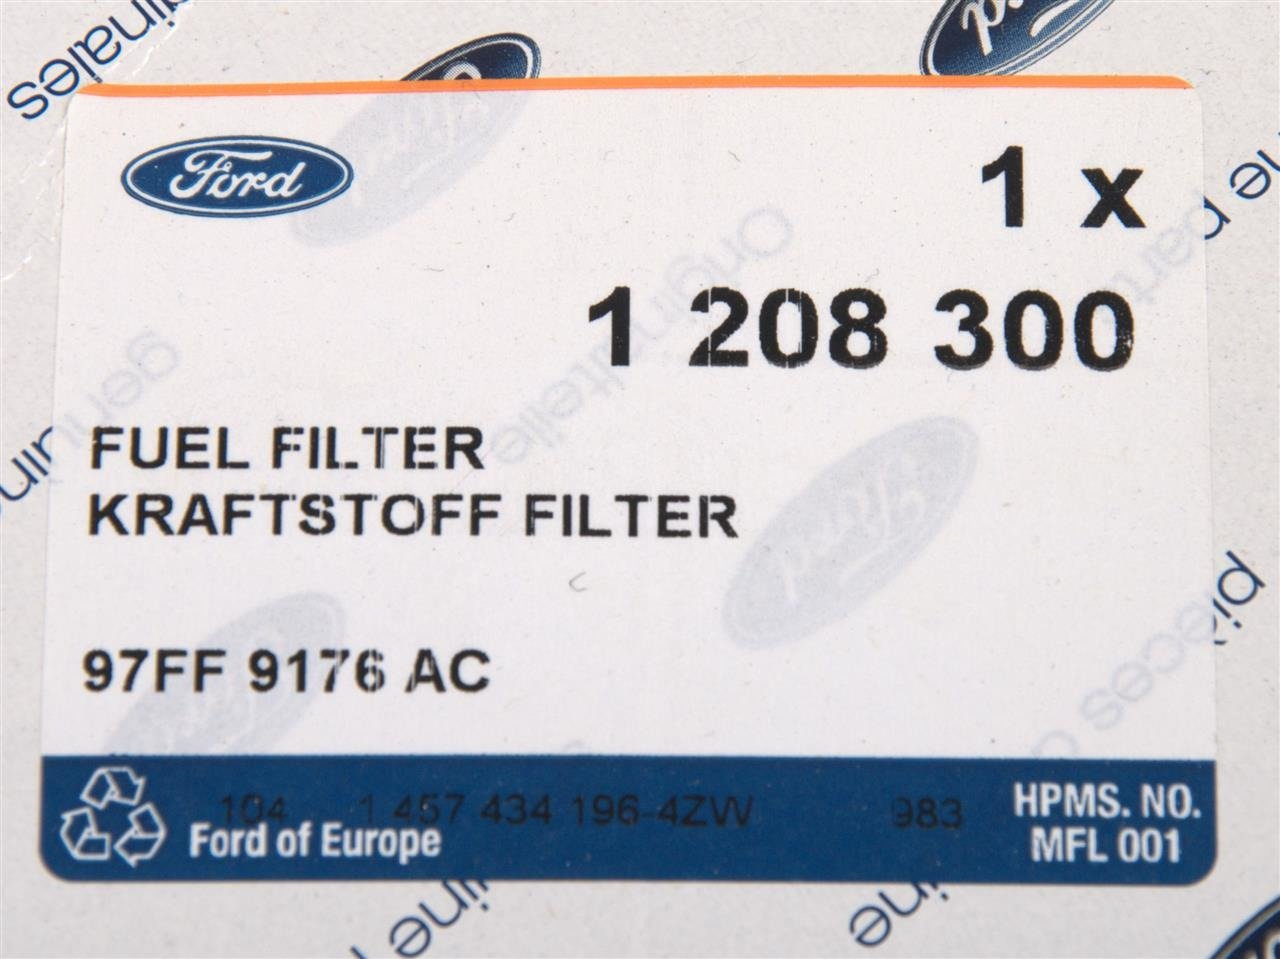 inales
Ford
1 x
1 208 300
FUEL FILTER
KRAFTSTOFF FILTER
97FF 9176 AC
104 1 457 434 196-4ZW 983
Ford of Europe
HPMS. NO.
MFL 001